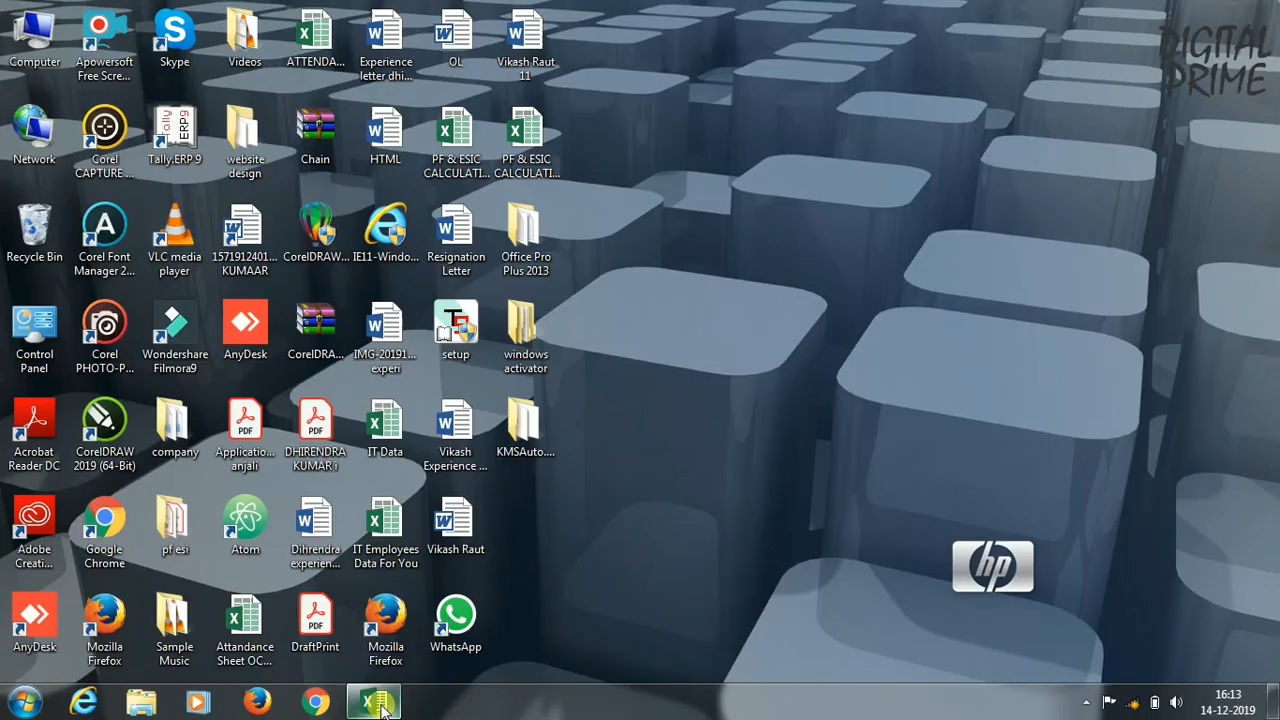 DIGITAL
PRIME
Computer
Apowersoft
Free Scre...
Skype
Videos
ATTENDA...
Experience
letter dhi...
OL
Vikash Raut
11
Network
Corel
CAPTURE ...
Tally.ERP 9
website
design
Chain
HTML
PF & ESIC
CALCULATI...
PF & ESIC
CALCULATI...
Recycle Bin
Corel Font
Manager 2...
VLC media
player
1571912401...
KUMAAR
CorelDRAW...
IE11-Windo...
Resignation
Letter
Office Pro
Plus 2013
Control
Panel
Corel
PHOTO-P...
Wondershare
Filmora9
AnyDesk
CorelDRA...
IMG-20191...
experi
setup
windows
activator
Acrobat
Reader DC
CorelDRAW
2019 (64-Bit)
company
Applicatio...
anjali
DHIRENDRA
KUMAR i
IT Data
Vikash
Experience ...
KMSAuto....
Adobe
Creati...
Google
Chrome
pf esi
Atom
Dihrendra
experien...
IT Employees
Data For You
Vikash Raut
AnyDesk
Mozilla
Firefox
Sample
Music
Attandance
Sheet OC...
DraftPrint
Mozilla
Firefox
WhatsApp
hp
16:13
14-12-2019